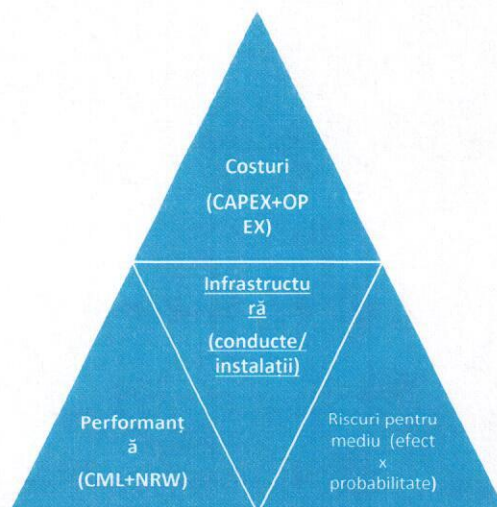 Costuri
(CAPEX+OP
EX)
Infrastructu
ră
(conducte/
instalații)
Performanț
ă
(CML+NRW)
Riscuri pentru
mediu (efect
x
probabilitate)